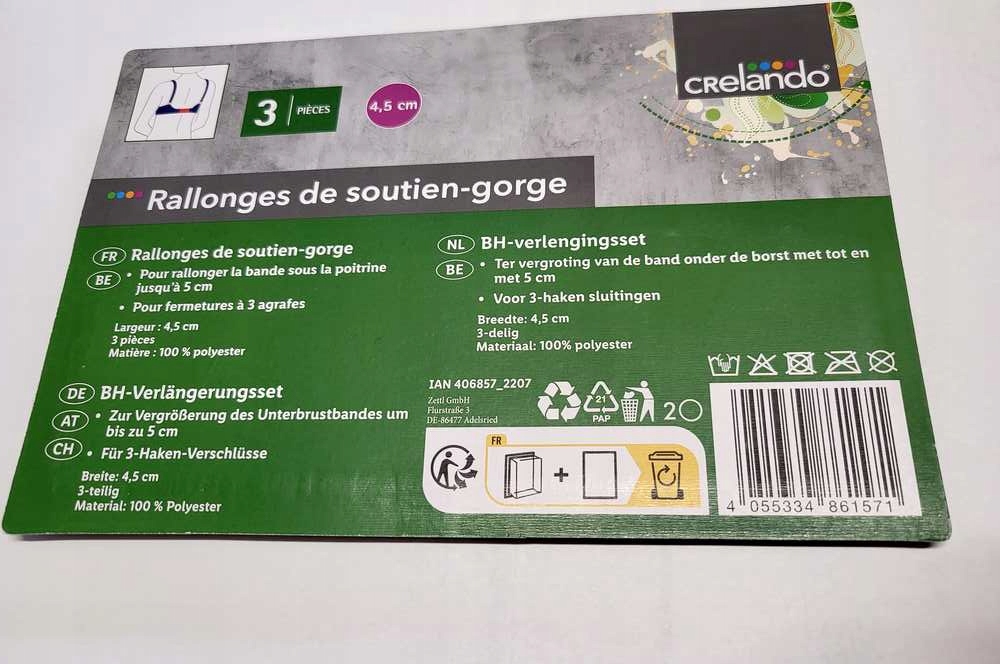 crelando®
3 PIÈCES
4,5 cm
Rallonges de soutien-gorge
FR Rallonges de soutien-gorge
BE
• Pour rallonger la bande sous la poitrine
jusqu'à 5 cm
• Pour fermetures à 3 agrafes
Largeur : 4,5 cm
3 pièces
Matière : 100 % polyester
NL BH-verlengingsset
BE
• Ter vergroting van de band onder de borst met tot en
met 5 cm
• Voor 3-haken sluitingen
Breedte: 4,5 cm
3-delig
Materiaal: 100% polyester
DE BH-Verlängerungsset
AT
CH
• Zur Vergrößerung des Unterbrustbandes um
bis zu 5 cm
• Für 3-Haken-Verschlüsse
Breite: 4,5 cm
3-teilig
Material: 100 % Polyester
IAN 406857_2207
Zettl GmbH
Flurstraße 3
DE-86477 Adelsried
21
PAP
2
FR
+
4 055334 861571